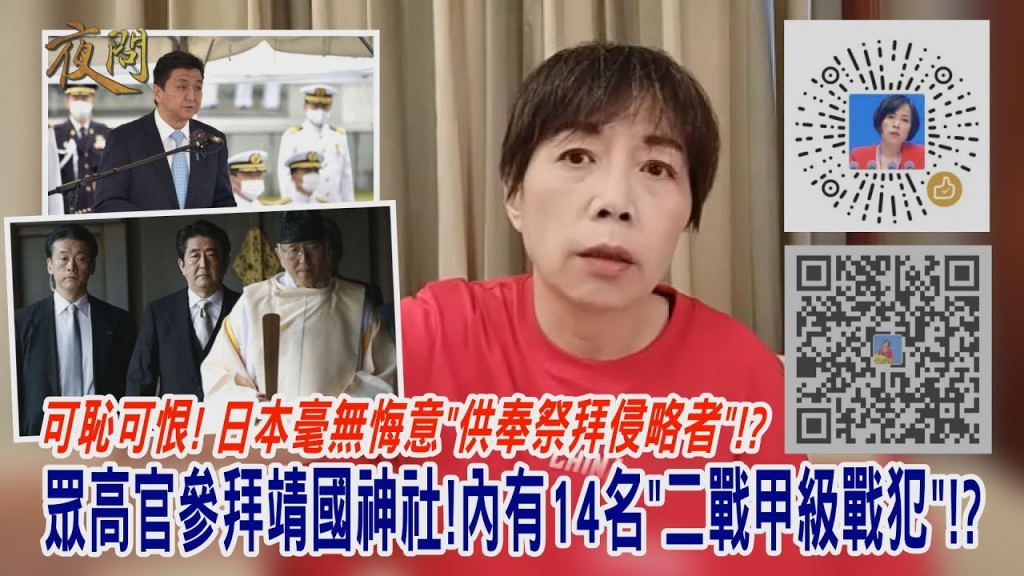 夜問
可恥可恨! 日本毫無悔意"供奉祭拜侵略者"!?
CHIN
眾高官參拜靖國神社!內有14名"二戰甲級戰犯"!?